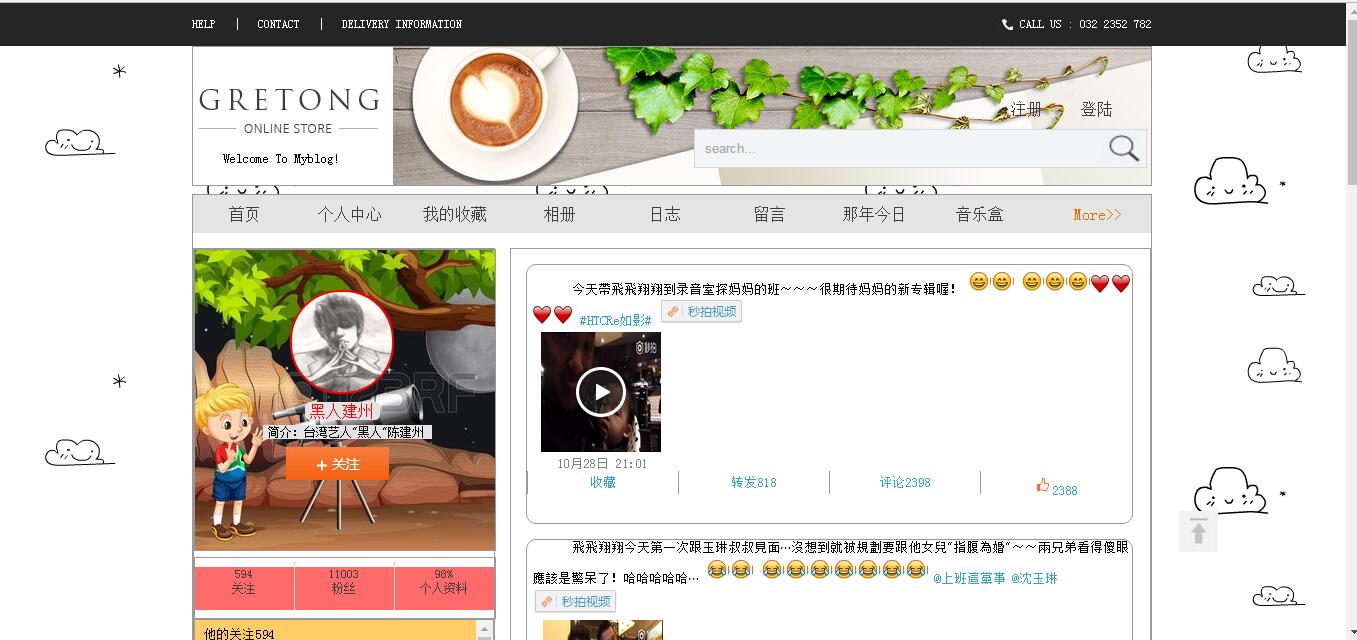 HELP | CONTACT | DELIVERY INFORMATION
CALL US : 032 2352 782
GRETONG
ONLINE STORE
Welcome To Myblog!
注册 登陆
search...
首页 个人中心 我的收藏 相册 日志 留言 那年今日 音乐盒 More>>
黑人建州
简介：台湾艺人“黑人“陈建州
+ 关注
594 11003 98%
关注 粉丝 个人资料
他的关注594
今天帶飛飛翔翔到录音室探妈妈的班～～～很期待妈妈的新专辑喔！
#HTCRe如影# 秒拍视频
秒拍
10月28日 21:01
收藏 转发818 评论2398 2388
飛飛翔翔今天第一次跟玉琳叔叔見面…沒想到就被規劃要跟他女兒“指腹為婚“～～兩兄弟看得傻眼
應該是驚呆了！哈哈哈哈哈… @上班這黨事 @沈玉琳
秒拍视频